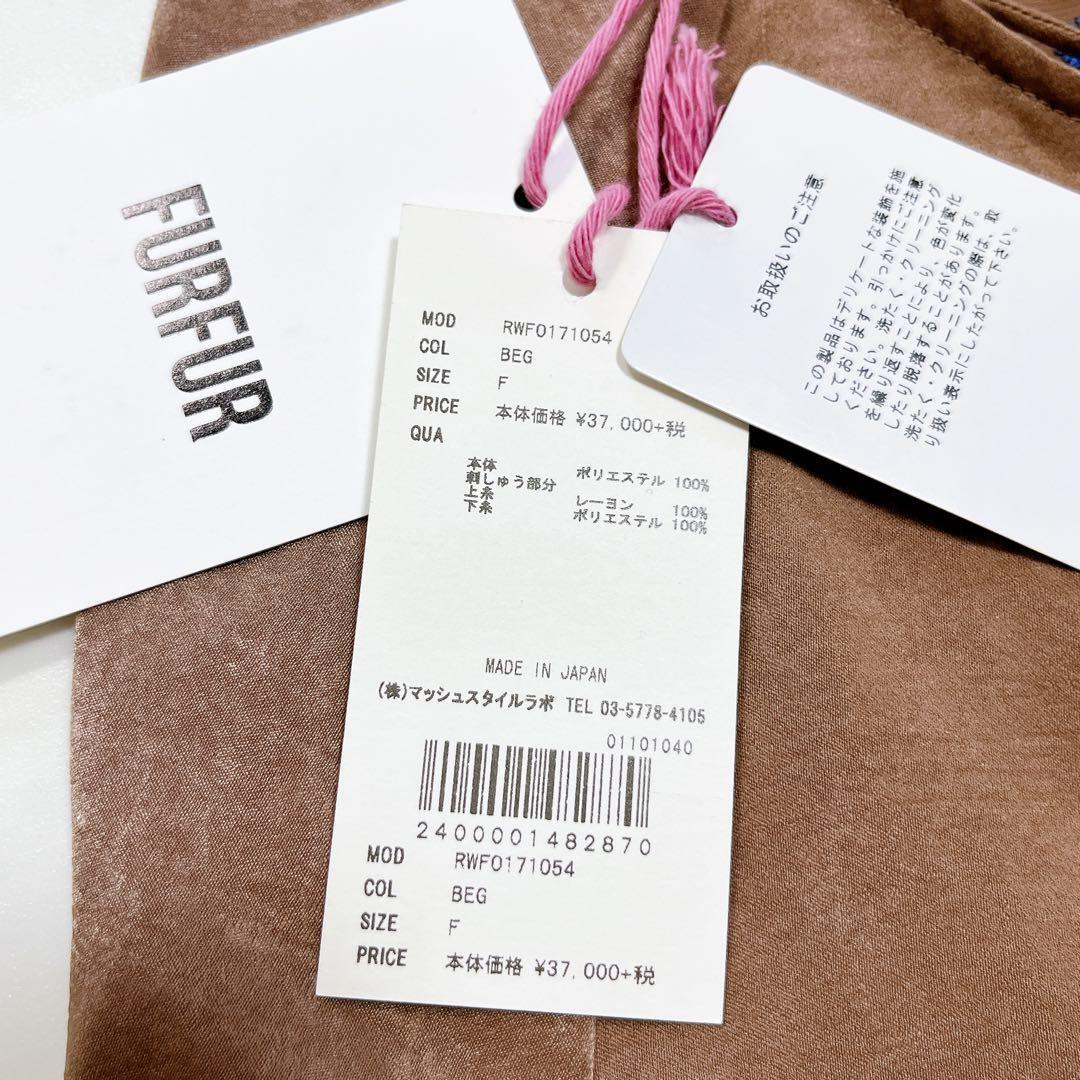 FURFUR
MOD RWF0171054
COL BEG
SIZE F
PRICE 本体価格 ¥37,000+税
QUA
本体 ポリエステル 100%
刺しゅう部分
上糸 レーヨン 100%
下糸 ポリエステル 100%
MADE IN JAPAN
(株)マッシュスタイルラボ TEL 03-5778-4105
01101040
2400001482870
MOD RWF0171054
COL BEG
SIZE F
PRICE 本体価格 ¥37,000+税
お取扱いのご注意
この製品はデリケートな装飾を施
しております。引っかけにご注意
ください。洗たく・クリーニング
を繰り返すことにより、色が変化
したり脱落することがあります。
洗たく・クリーニングの際は、取
り扱い表示にしたがって下さい。